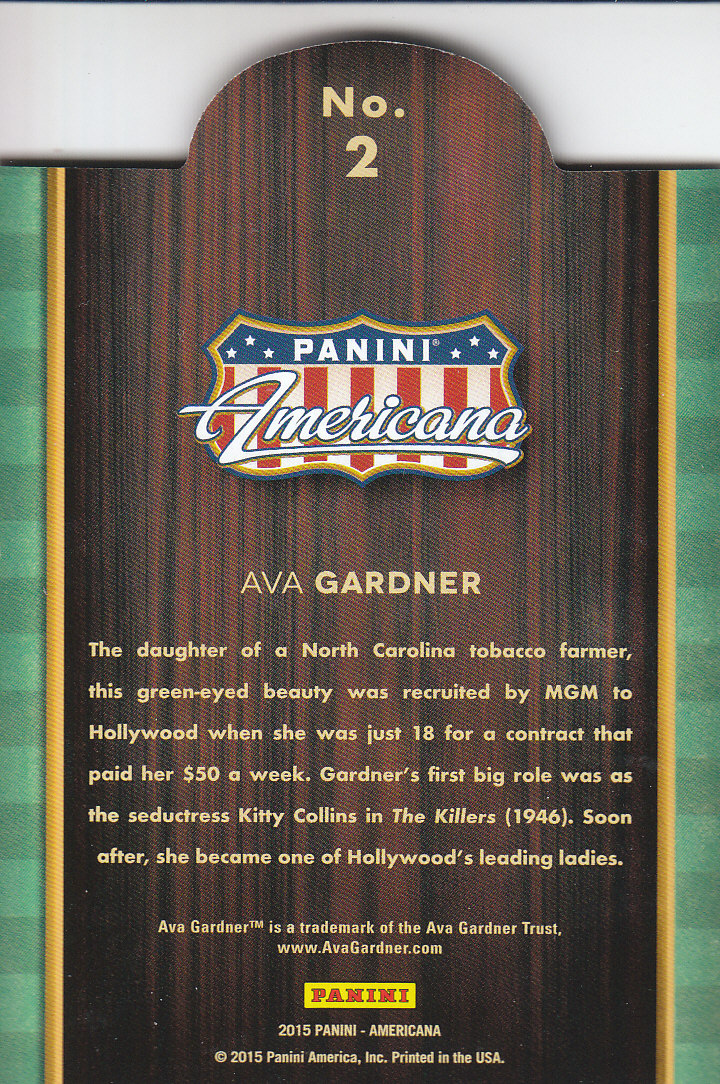 No.
2
PANINI®
Americana
AVA GARDNER
The daughter of a North Carolina tobacco farmer,
this green-eyed beauty was recruited by MGM to
Hollywood when she was just 18 for a contract that
paid her $50 a week. Gardner's first big role was as
the seductress Kitty Collins in The Killers (1946). Soon
after, she became one of Hollywood's leading ladies.
Ava Gardner™ is a trademark of the Ava Gardner Trust,
www.AvaGardner.com
PANINI
2015 PANINI - AMERICANA
© 2015 Panini America, Inc. Printed in the USA.